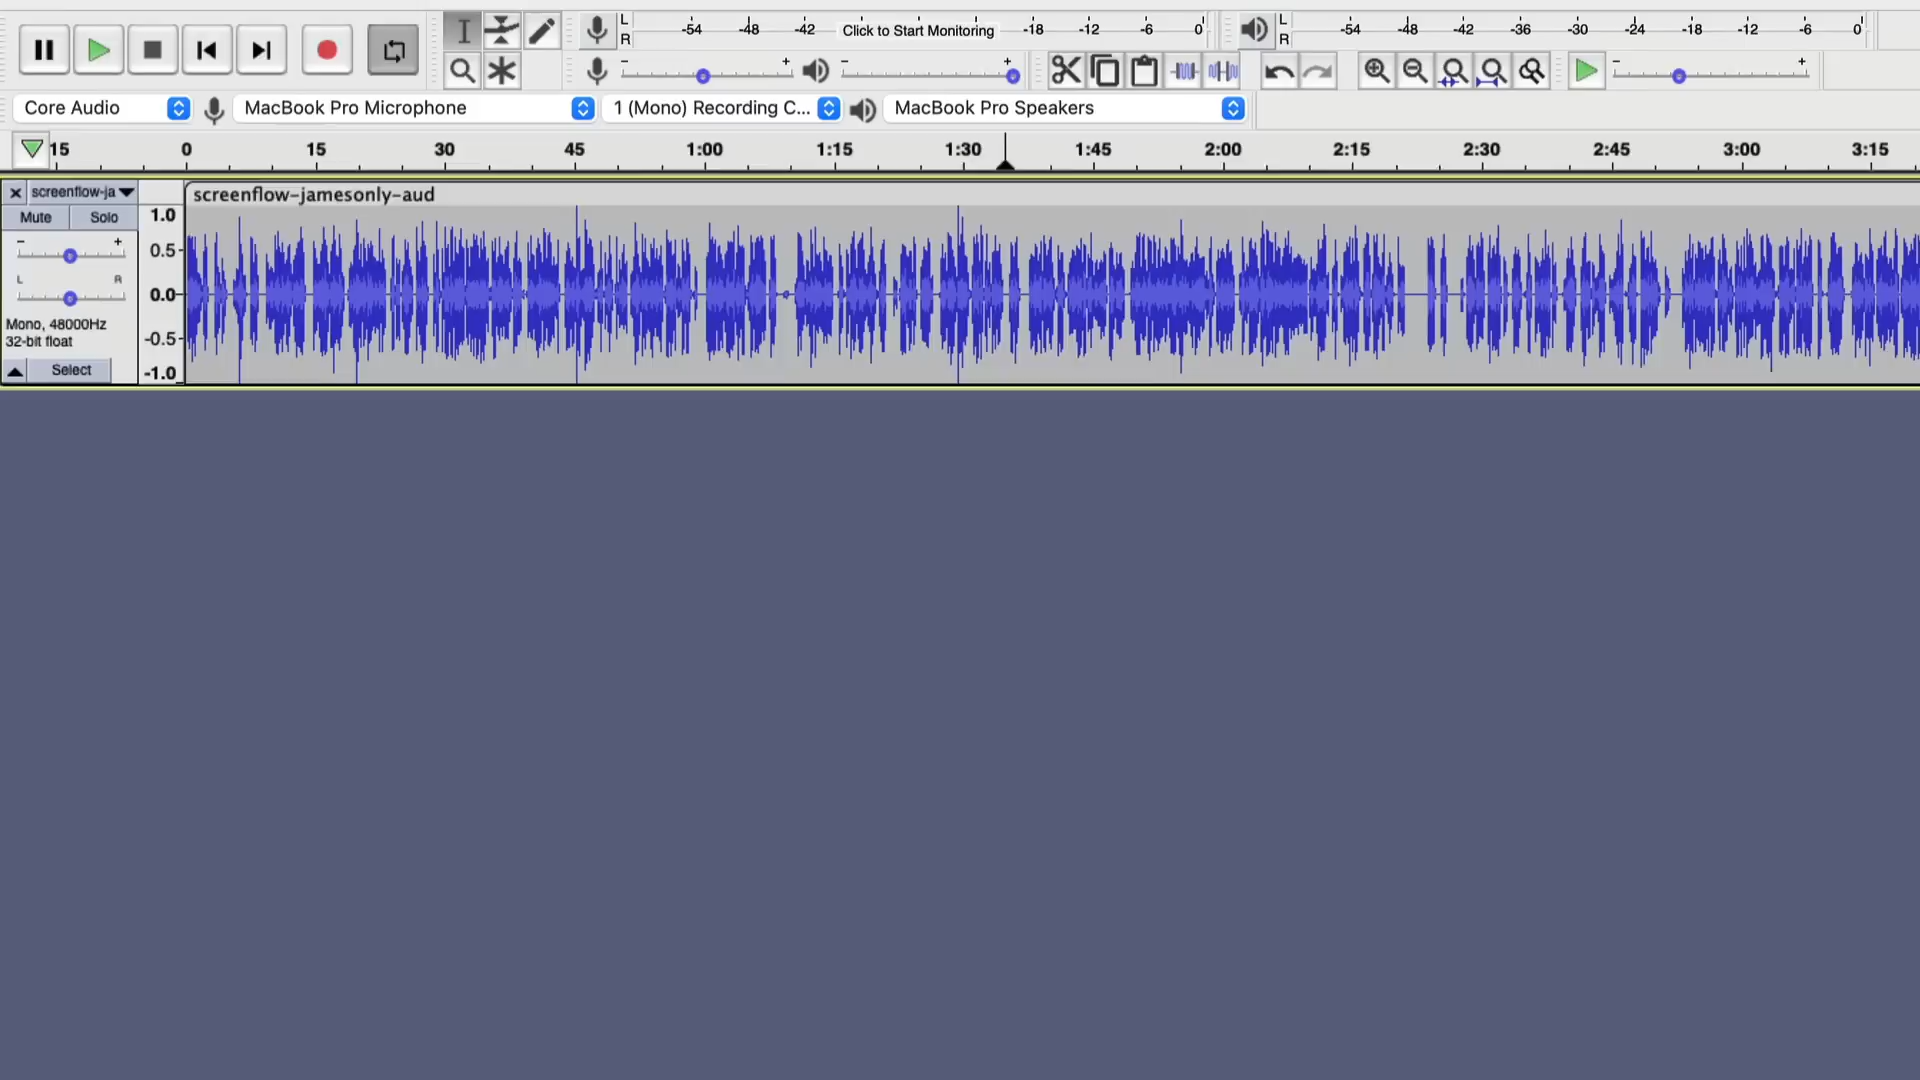 L
R
-54 -48 -42 Click to Start Monitoring -18 -12 -6 0
L
R
-54 -48 -42 -36 -30 -24 -18 -12 -6 0
- +
- +
- +
Core Audio
MacBook Pro Microphone
1 (Mono) Recording C...
MacBook Pro Speakers
15 0 15 30 45 1:00 1:15 1:30 1:45 2:00 2:15 2:30 2:45 3:00 3:15
screenflow-ja
screenflow-jamesonly-aud
Mute Solo
- +
L R
Mono, 48000Hz
32-bit float
Select
1.0
0.5
0.0
-0.5
-1.0